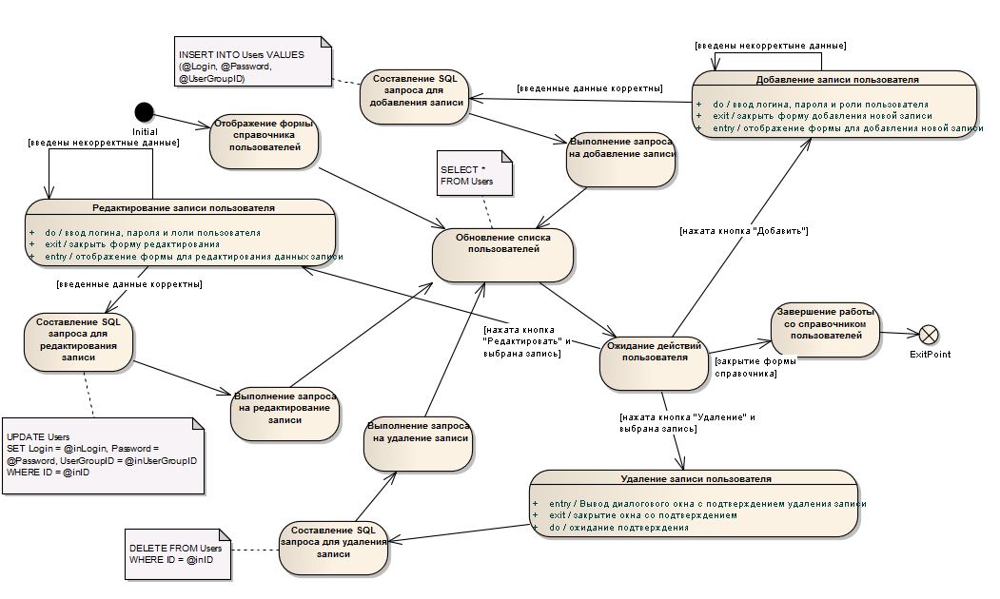 [введены некорректыне данные]
INSERT INTO Users VALUES
(@Login, @Password,
@UserGroupID)
Составление SQL
запроса для
добавления записи
[введенные данные корректны]
Добавление записи пользователя
+ do / ввод логина, пароля и роли пользователя
+ exit / закрыть форму добавления новой записи
+ entry / отображение формы для добавления новой записи
Initial
Отображение формы
справочника
пользователей
[введены некорректные данные]
Выполнение запроса
на добавление записи
SELECT *
FROM Users
Редактирование записи пользователя
+ do / ввод логина, пароля и лоли пользователя
+ exit / закрыть форму редактирования
+ entry / отображение формы для редактирования данных записи
Обновление списка
пользователей
[нажата кнопка "Добавить"]
[введенные данные корректны]
Составление SQL
запроса для
редактирования
записи
[нажата кнопка
"Редактировать" и
выбрана запись]
Завершение работы
со справочником
пользователей
ExitPoint
Ожидание действий
пользователя
[закрытие формы
справочника]
Выполнение запроса
на редактирование
записи
[нажата кнопка "Удаление" и
выбрана запись]
Выполнение запроса
на удаление записи
UPDATE Users
SET Login = @inLogin, Password =
@Password, UserGroupID = @inUserGroupID
WHERE ID = @inID
Удаление записи пользователя
+ entry / Вывод диалогового окна с подтверждением удаления записи
+ exit / закрытие окна со подтверждением
+ do / ожидание подтверждения
Составление SQL
запроса для удаления
записи
DELETE FROM Users
WHERE ID = @inID